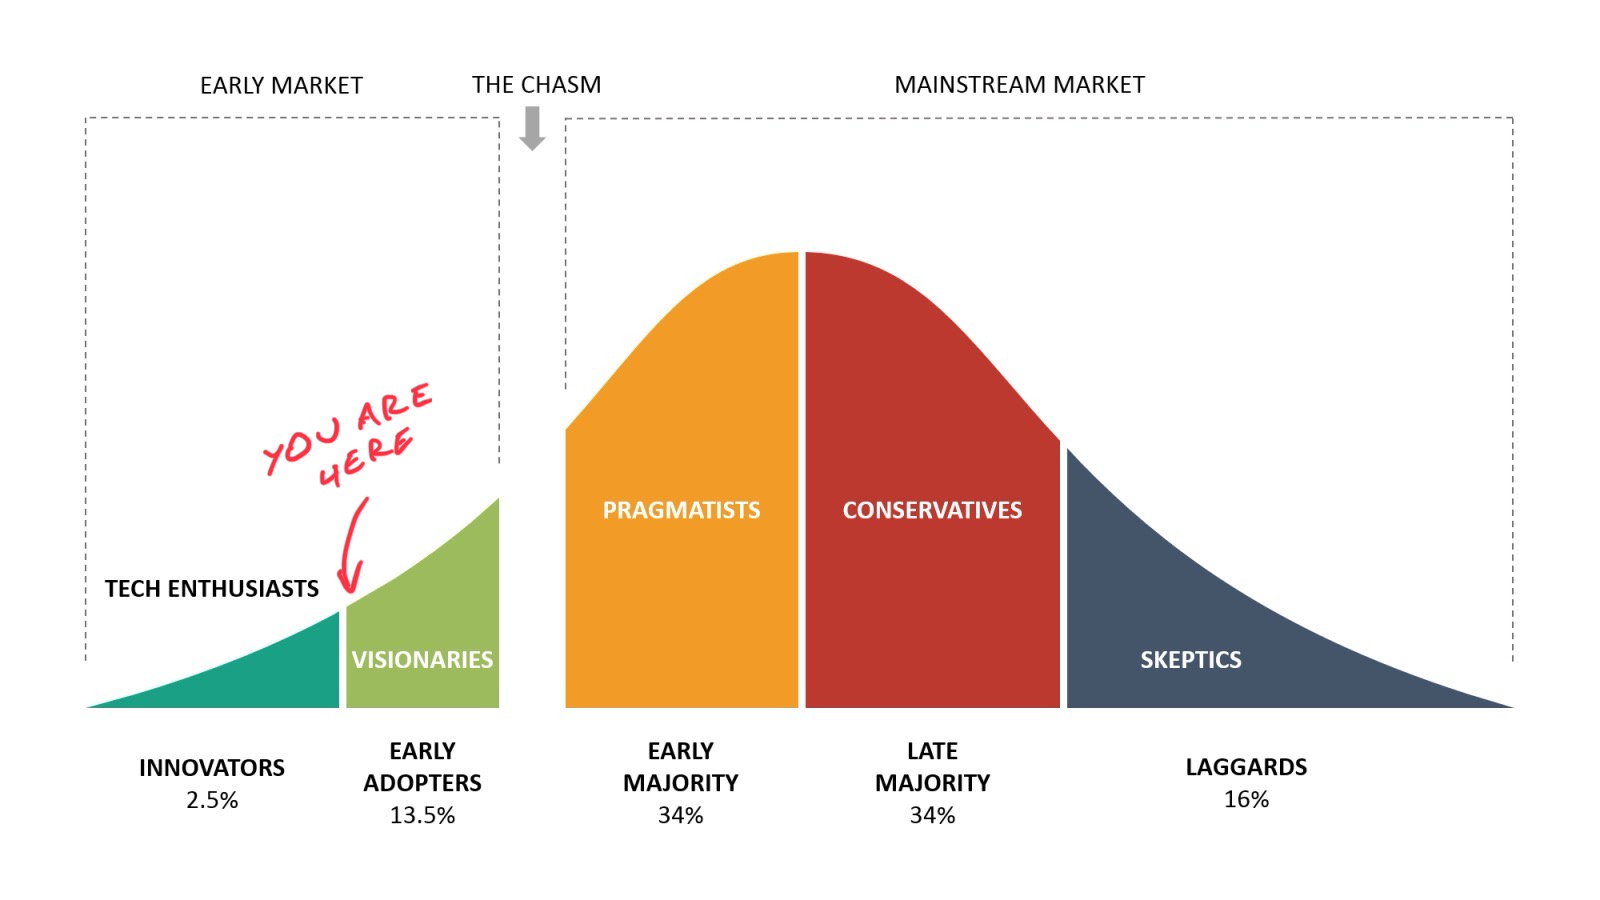 EARLY MARKET
THE CHASM
MAINSTREAM MARKET
YOU ARE
HERE
TECH ENTHUSIASTS
VISIONARIES
PRAGMATISTS
CONSERVATIVES
SKEPTICS
INNOVATORS
2.5%
EARLY
ADOPTERS
13.5%
EARLY
MAJORITY
34%
LATE
MAJORITY
34%
LAGGARDS
16%